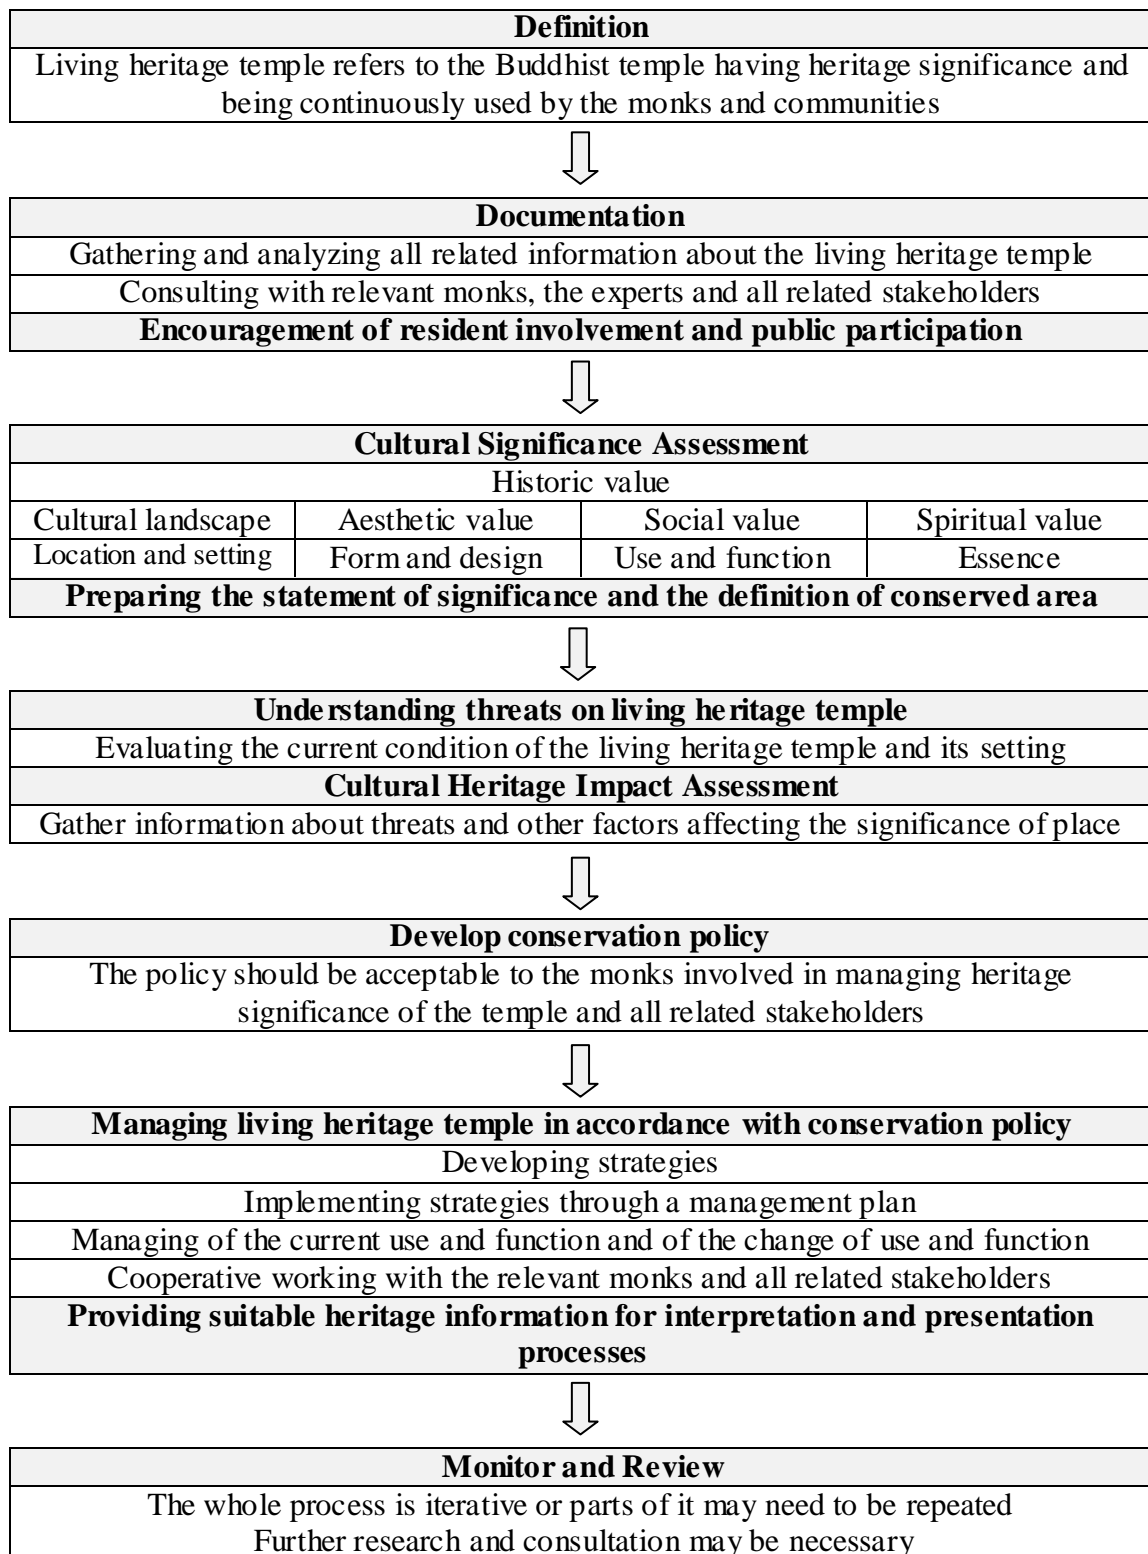 Definition
Living heritage temple refers to the Buddhist temple having heritage significance and
being continuously used by the monks and communities
Documentation
Gathering and analyzing all related information about the living heritage temple
Consulting with relevant monks, the experts and all related stakeholders
Encouragement of resident involvement and public participation
Cultural Significance Assessment
Historic value
Cultural landscape Aesthetic value Social value Spiritual value
Location and setting Form and design Use and function Essence
Preparing the statement of significance and the definition of conserved area
Understanding threats on living heritage temple
Evaluating the current condition of the living heritage temple and its setting
Cultural Heritage Impact Assessment
Gather information about threats and other factors affecting the significance of place
Develop conservation policy
The policy should be acceptable to the monks involved in managing heritage
significance of the temple and all related stakeholders
Managing living heritage temple in accordance with conservation policy
Developing strategies
Implementing strategies through a management plan
Managing of the current use and function and of the change of use and function
Cooperative working with the relevant monks and all related stakeholders
Providing suitable heritage information for interpretation and presentation
processes
Monitor and Review
The whole process is iterative or parts of it may need to be repeated
Further research and consultation may be necessary